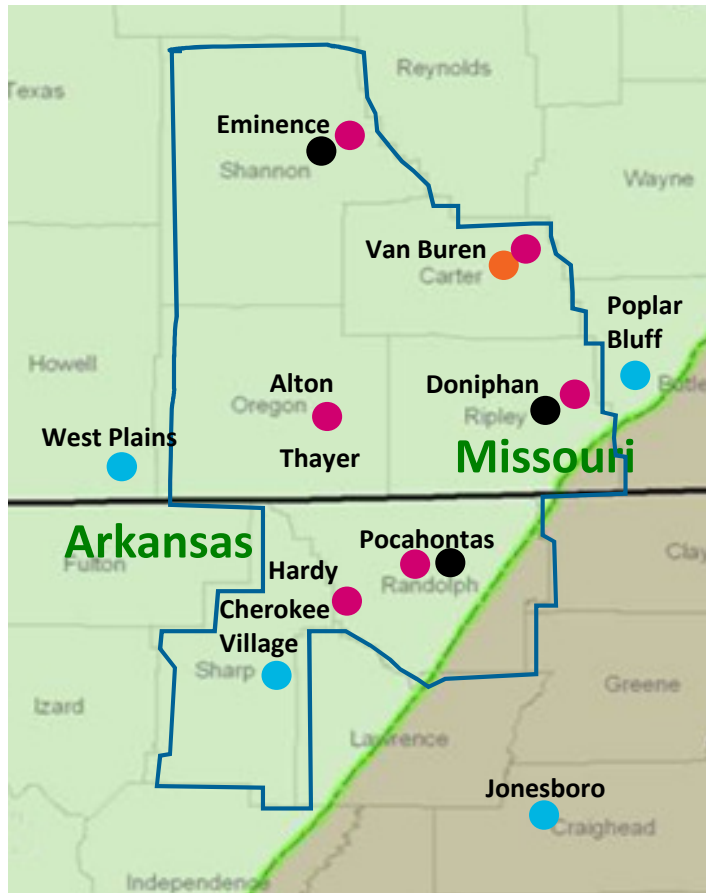 Reynolds
Texas
Eminence
Shannon
Wayne
Van Buren
Carter
Poplar
Bluff
Howell
Alton
Doniphan
Butle
Oregon
Ripley
West Plains
Thayer
Missouri
Arkansas
Pocahontas
Clay
Fulton
Hardy
Randolph
Cherokee
Village
Sharp
Izard
Greene
Lawrence
Jonesboro
Craighead
Independence